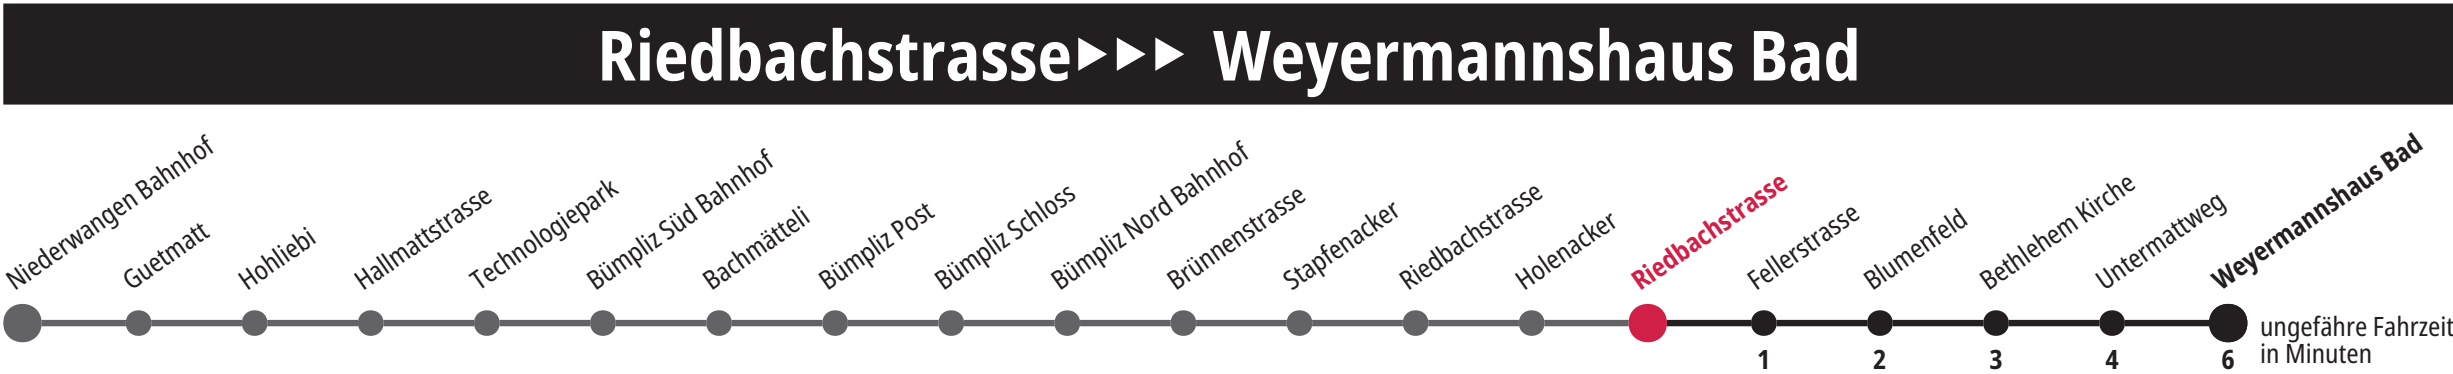 Riedbachstrasse▶▶▶ Weyermannshaus Bad
Niederwangen Bahnhof
Guetmatt
Hohliebi
Hallmattstrasse
Technologiepark
Bümpliz Süd Bahnhof
Bachmätteli
Bümpliz Post
Bümpliz Schloss
Bümpliz Nord Bahnhof
Brünnenstrasse
Stapfenacker
Riedbachstrasse
Holenacker
Riedbachstrasse
Fellerstrasse
Blumenfeld
Bethlehem Kirche
Untermattweg
Weyermannshaus Bad
1 2 3 4 6
ungefähre Fahrzeit
in Minuten